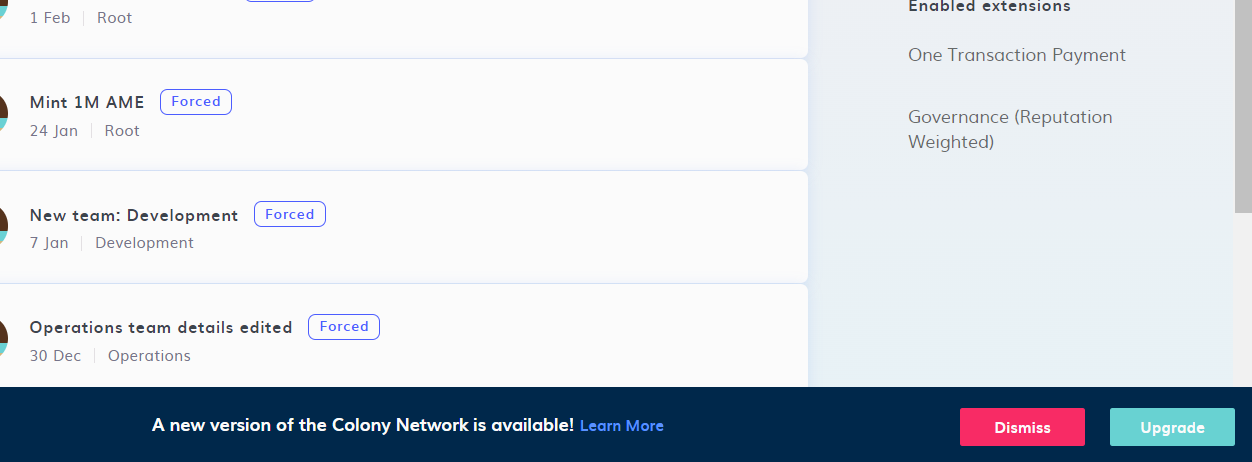 1 Feb Root
Mint 1M AME Forced
24 Jan Root
New team: Development Forced
7 Jan Development
Operations team details edited Forced
30 Dec Operations
Enabled extensions
One Transaction Payment
Governance (Reputation
Weighted)
A new version of the Colony Network is available! Learn More Dismiss Upgrade